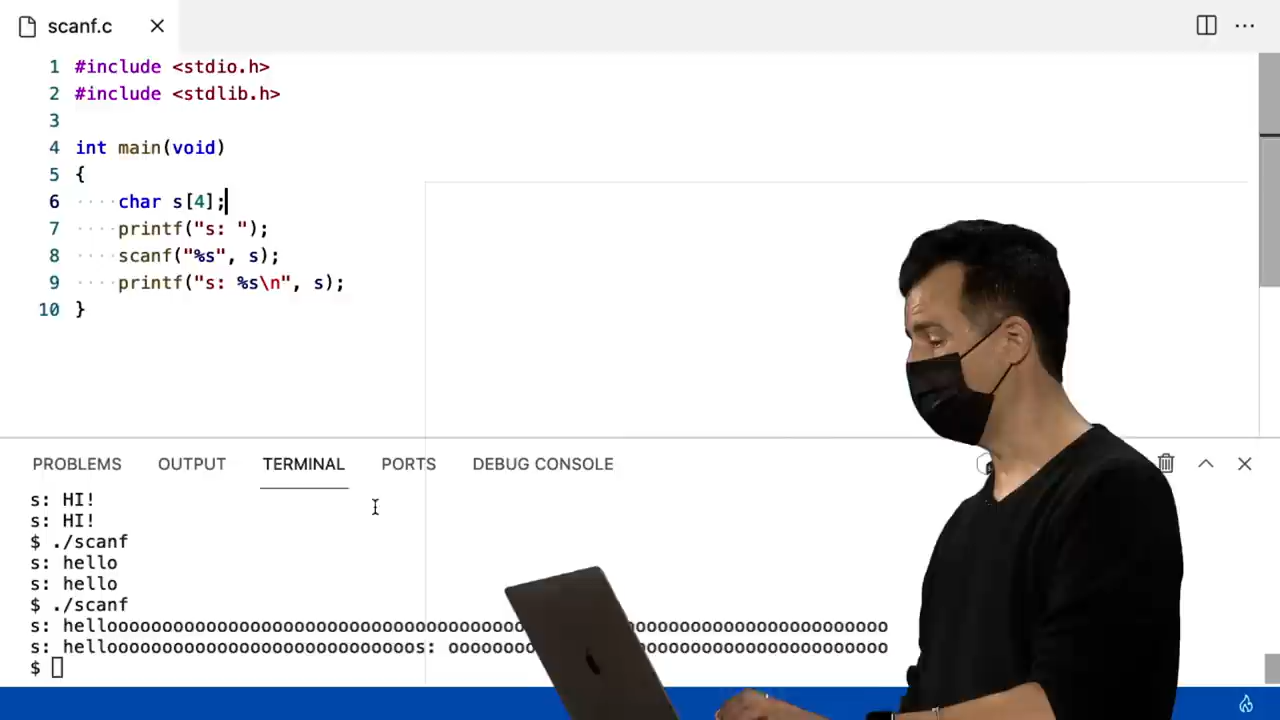 scanf.c
1 #include <stdio.h>
2 #include <stdlib.h>
3
4 int main(void)
5 {
6 ····char s[4];
7 ····printf("s: ");
8 ····scanf("%s", s);
9 ····printf("s: %s\n", s);
10 }
PROBLEMS OUTPUT TERMINAL PORTS DEBUG CONSOLE
s: HI!
s: HI!
$ ./scanf
s: hello
s: hello
$ ./scanf
s:
s:
$